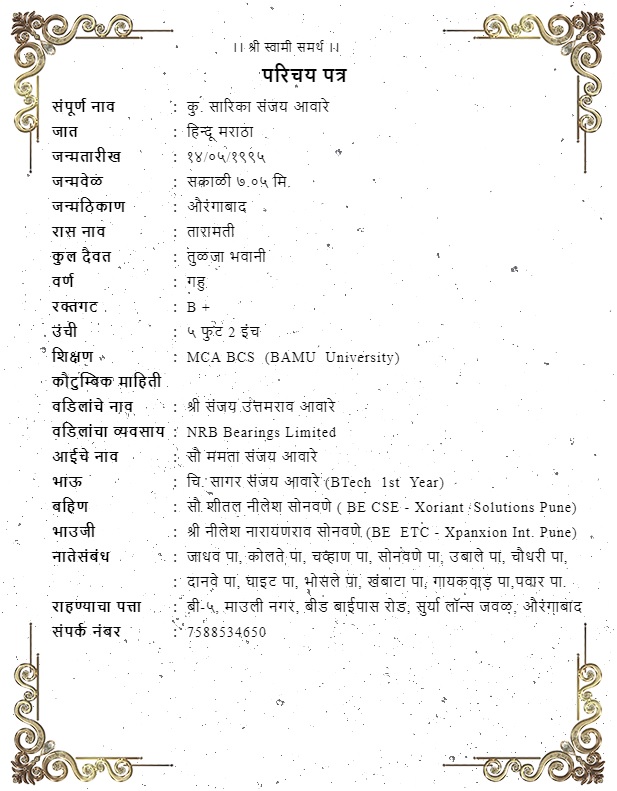 ।। श्री स्वामी समर्थ ।।
परिचय पत्र
संपूर्ण नाव : कु. सारिका संजय आवारे
जात : हिन्दू मराठा
जन्मतारीख : १४/०५/१९९५
जन्मवेळ : सकाळी ७.०५ मि.
जन्मठिकाण : औरंगाबाद
रास नाव : तारामती
कुल दैवत : तुळजा भवानी
वर्ण : गहु
रक्तगट : B +
उंची : ५ फुट 2 इंच
शिक्षण : MCA BCS (BAMU University)
कौटुम्बिक माहिती
वडिलांचे नाव : श्री संजय उत्तमराव आवारे
वडिलांचा व्यवसाय : NRB Bearings Limited
आईचे नाव : सौ ममता संजय आवारे
भाऊ : चि. सागर संजय आवारे (BTech 1st Year)
बहिण : सौ शीतल नीलेश सोनवणे ( BE CSE - Xoriant Solutions Pune)
भाउजी : श्री नीलेश नारायणराव सोनवणे (BE ETC - Xpanxion Int. Pune)
नातेसंबंध : जाधव पा, कोलते पा, चव्हाण पा, सोनवणे पा, उबाले पा, चौधरी पा,
: दानवे पा, घाइट पा, भोसले पा, खंबाटा पा, गायकवाड़ पा,पवार पा.
राहण्याचा पत्ता : बी-५, माउली नगर, बीड बाईपास रोड, सुर्या लॉन्स जवळ, औरंगाबाद
संपर्क नंबर : 7588534650